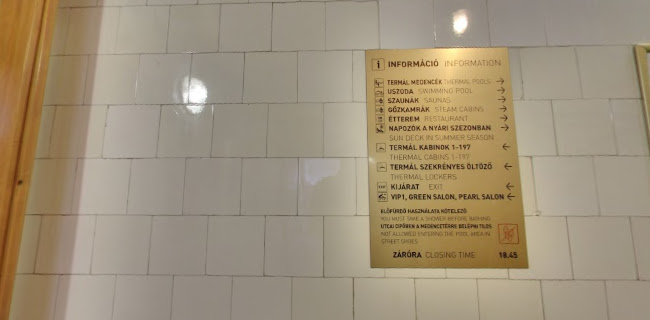 i INFORMÁCIÓ INFORMATION
TERMÁL MEDENCÉK THERMAL POOLS →
USZODA SWIMMING POOL →
SZAUNÁK SAUNAS →
GŐZKAMRÁK STEAM CABINS →
ÉTTEREM RESTAURANT →
NAPOZÓK A NYÁRI SZEZONBAN →
SUN DECK IN SUMMER SEASON
TERMÁL KABINOK 1-197 ←
THERMAL CABINS 1-197
TERMÁL SZEKRÉNYES ÖLTÖZŐ ←
THERMAL LOCKERS
KIJÁRAT EXIT ←
VIP1, GREEN SALON, PEARL SALON ←
ELŐFÜRDŐ HASZNÁLATA KÖTELEZŐ
YOU MUST TAKE A SHOWER BEFORE BATHING
UTCAI CIPŐBEN A MEDENCETÉRRE BELÉPNI TILOS
NOT ALLOWED ENTERING THE POOL AREA IN
STREET SHOES
ZÁRÓRA CLOSING TIME 18.45